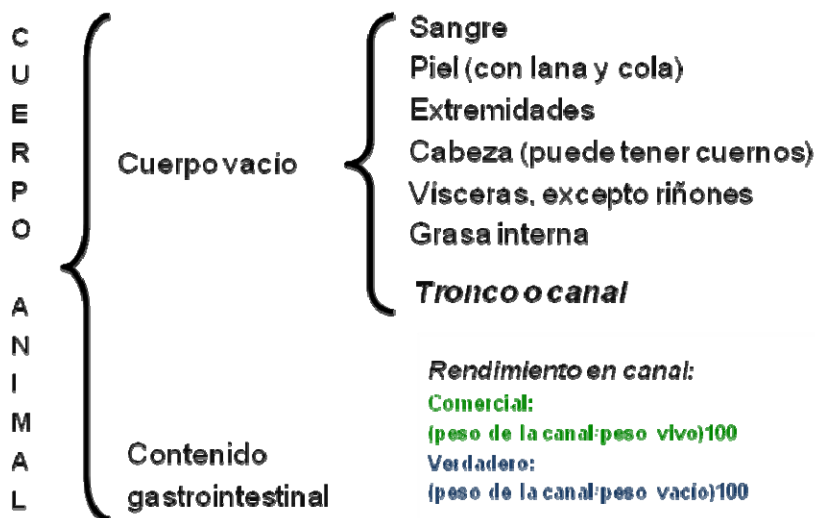 CUERPO ANIMAL
Cuerpo vacio
Sangre
Piel (con lana y cola)
Extremidades
Cabeza (puede tener cuernos)
Vísceras, excepto riñones
Grasa interna
Tronco o canal
Contenido
gastrointestinal
Rendimiento en canal:
Comercial:
(peso de la canal:peso vivo)100
Verdadero:
(peso de la canal:peso vacio)100